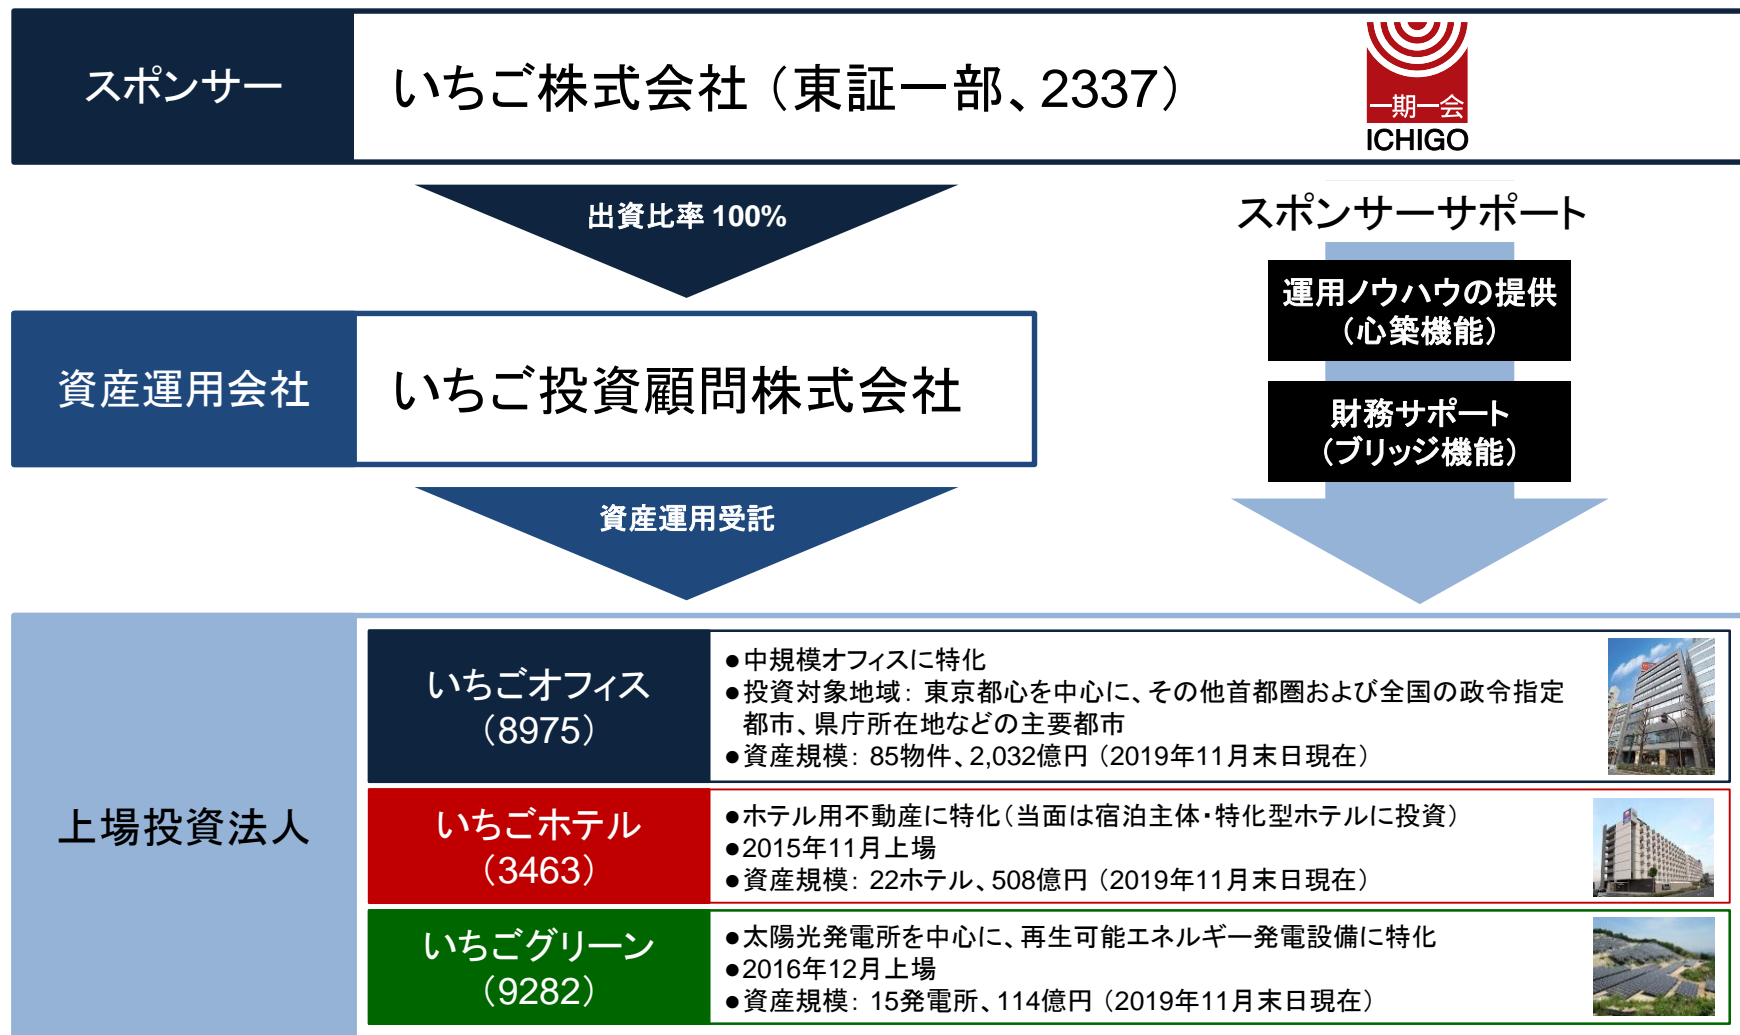 スポンサー
いちご株式会社（東証一部、2337）
一期一会
ICHIGO
出資比率 100%
スポンサーサポート
運用ノウハウの提供
（心築機能）
財務サポート
（ブリッジ機能）
資産運用会社
いちご投資顧問株式会社
資産運用受託
上場投資法人
いちごオフィス
（8975）
●中規模オフィスに特化
●投資対象地域： 東京都心を中心に、その他首都圏および全国の政令指定
都市、県庁所在地などの主要都市
●資産規模： 85物件、2,032億円（2019年11月末日現在）
いちごホテル
（3463）
●ホテル用不動産に特化（当面は宿泊主体・特化型ホテルに投資）
●2015年11月上場
●資産規模： 22ホテル、508億円（2019年11月末日現在）
いちごグリーン
（9282）
●太陽光発電所を中心に、再生可能エネルギー発電設備に特化
●2016年12月上場
●資産規模： 15発電所、114億円（2019年11月末日現在）